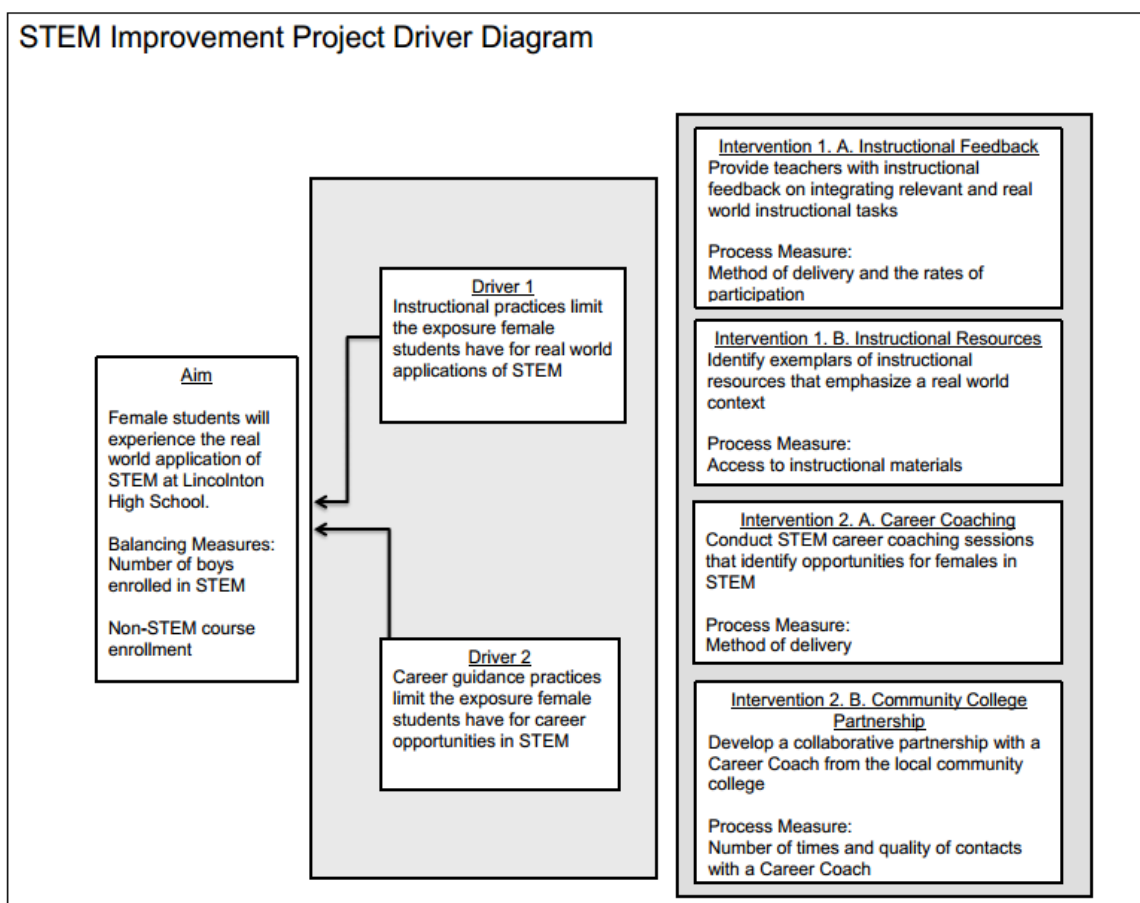 STEM Improvement Project Driver Diagram
Aim
Female students will
experience the real
world application of
STEM at Lincolnton
High School.
Balancing Measures:
Number of boys
enrolled in STEM
Non-STEM course
enrollment
Driver 1
Instructional practices limit
the exposure female
students have for real world
applications of STEM
Driver 2
Career guidance practices
limit the exposure female
students have for career
opportunities in STEM
Intervention 1. A. Instructional Feedback
Provide teachers with instructional
feedback on integrating relevant and real
world instructional tasks
Process Measure:
Method of delivery and the rates of
participation
Intervention 1. B. Instructional Resources
Identify exemplars of instructional
resources that emphasize a real world
context
Process Measure:
Access to instructional materials
Intervention 2. A. Career Coaching
Conduct STEM career coaching sessions
that identify opportunities for females in
STEM
Process Measure:
Method of delivery
Intervention 2. B. Community College
Partnership
Develop a collaborative partnership with a
Career Coach from the local community
college
Process Measure:
Number of times and quality of contacts
with a Career Coach